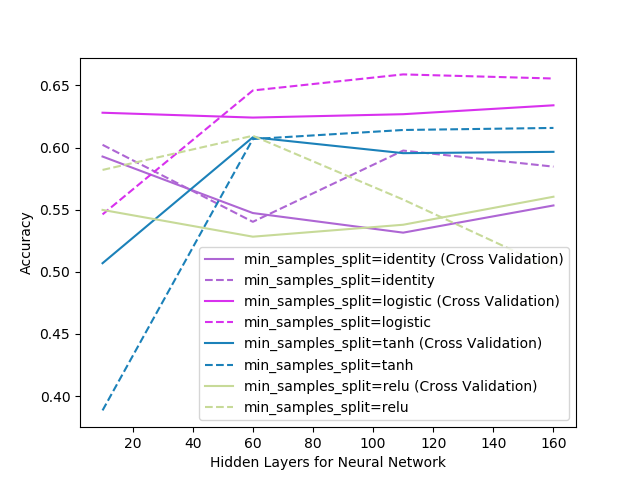 0.65
0.60
0.55
0.50
0.45
0.40
Accuracy
min_samples_split=identity (Cross Validation)
min_samples_split=identity
min_samples_split=logistic (Cross Validation)
min_samples_split=logistic
min_samples_split=tanh (Cross Validation)
min_samples_split=tanh
min_samples_split=relu (Cross Validation)
min_samples_split=relu
20 40 60 80 100 120 140 160
Hidden Layers for Neural Network